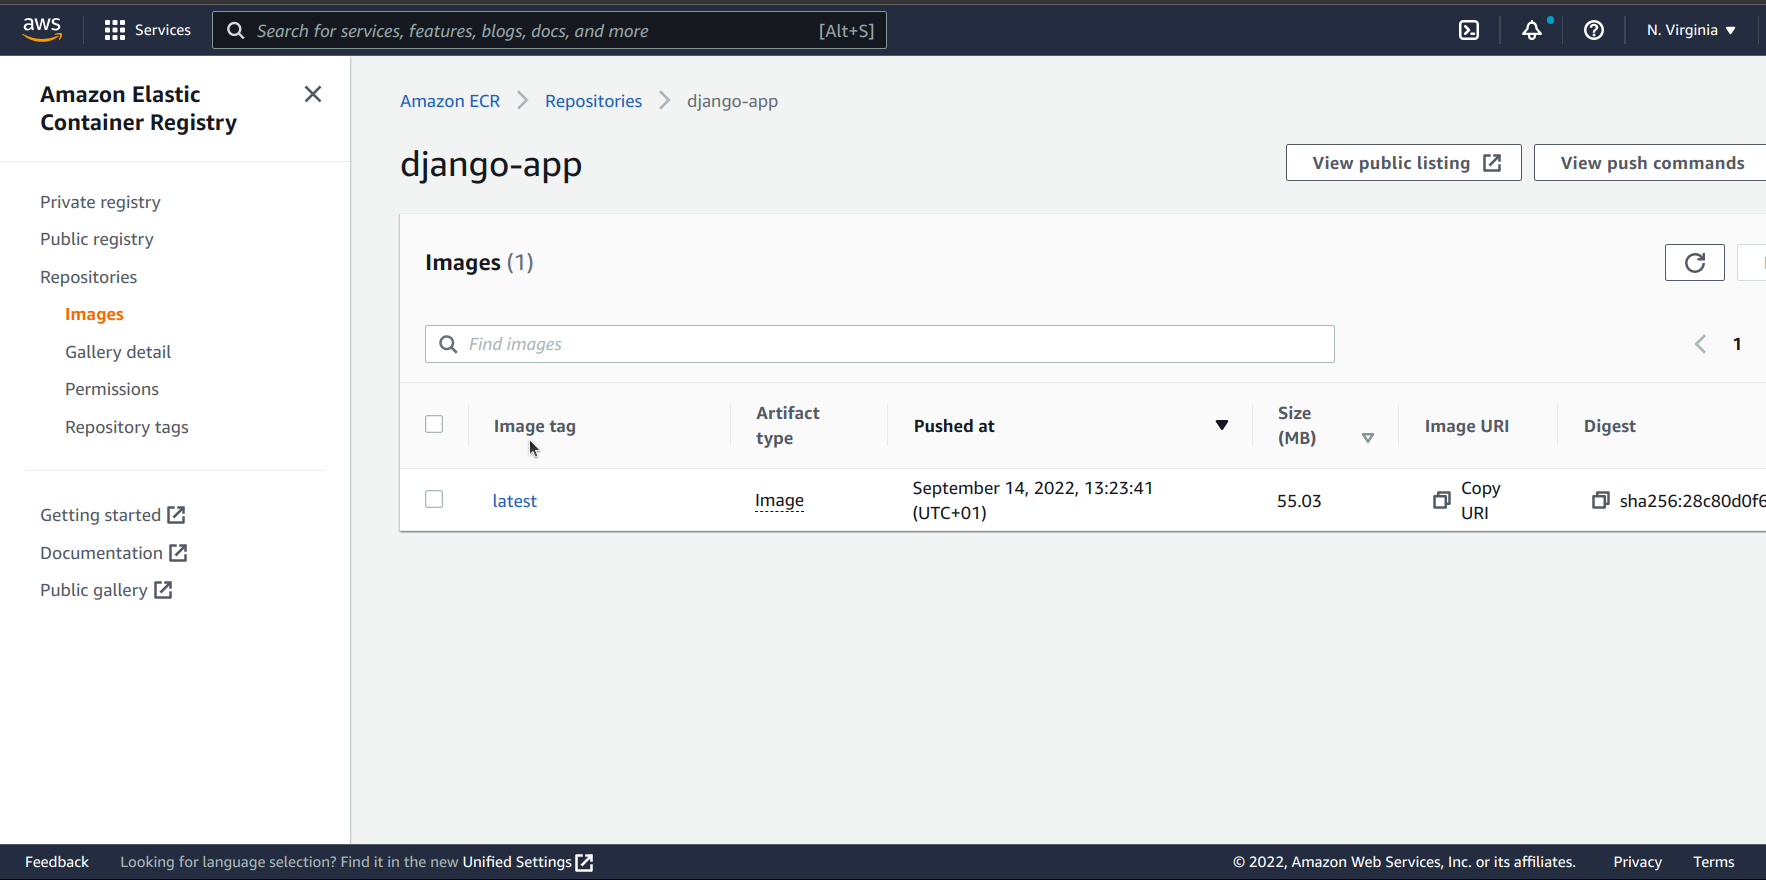 aws
Services
Search for services, features, blogs, docs, and more [Alt+S]
N. Virginia
Amazon Elastic
Container Registry
Private registry
Public registry
Repositories
Images
Gallery detail
Permissions
Repository tags
Getting started
Documentation
Public gallery
Amazon ECR
Repositories
django-app
django-app
View public listing
View push commands
Images (1)
Find images
1
Image tag
Artifact
type
Pushed at
Size
(MB)
Image URI
Digest
latest
Image
September 14, 2022, 13:23:41
(UTC+01)
55.03
Copy
URI
sha256:28c80d0f6
Feedback
Looking for language selection? Find it in the new Unified Settings
© 2022, Amazon Web Services, Inc. or its affiliates.
Privacy
Terms